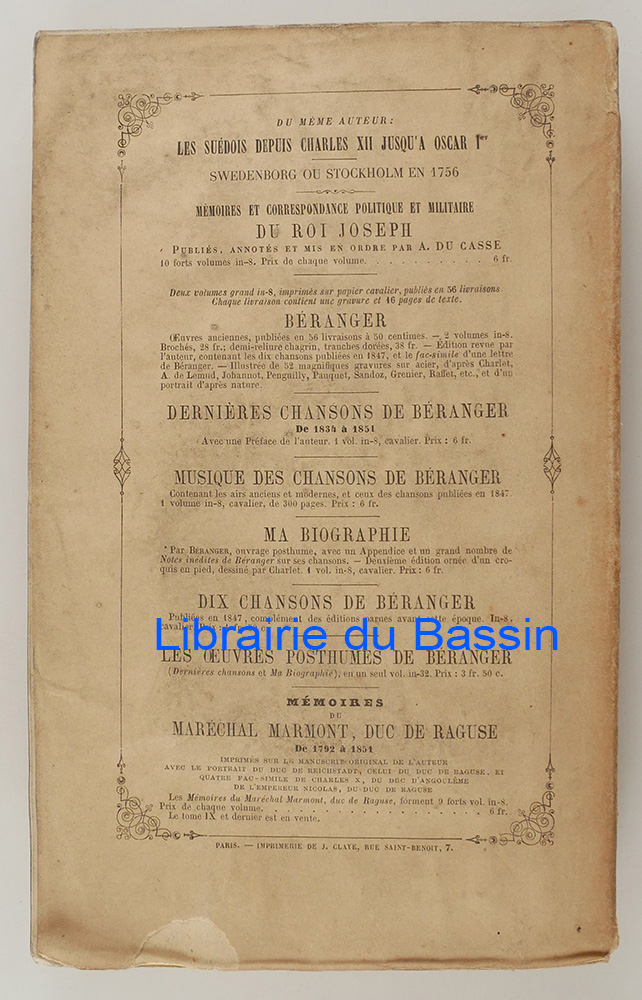 DU MÊME AUTEUR:
LES SUÉDOIS DEPUIS CHARLES XII JUSQU'A OSCAR Ier
SWEDENBORG OU STOCKHOLM EN 1756
MÉMOIRES ET CORRESPONDANCE POLITIQUE ET MILITAIRE
DU ROI JOSEPH
PUBLIÉS, ANNOTÉS ET MIS EN ORDRE PAR A. DU CASSE
10 forts volumes in-8. Prix de chaque volume. . . . . . . . . . 6 fr.
Deux volumes grand in-8, imprimés sur papier cavalier, publiés en 56 livraisons
Chaque livraison contient une gravure et 16 pages de texte.
BÉRANGER
Œuvres anciennes, publiées en 56 livraisons à 50 centimes. — 2 volumes in-8.
Brochés, 28 fr.; demi-reliure chagrin, tranches dorées, 38 fr. — Édition revue par
l'auteur, contenant les dix chansons publiées en 1847, et le fac-simile d'une lettre
de Béranger. — Illustrée de 52 magnifiques gravures sur acier, d'après Charlet,
A. de Lemud, Johannot, Penguilly, Pauquet, Sandoz, Grenier, Raffet, etc., et d'un
portrait d'après nature.
DERNIÈRES CHANSONS DE BÉRANGER
De 1834 à 1851
Avec une Préface de l'auteur. 1 vol. in-8, cavalier. Prix : 6 fr.
MUSIQUE DES CHANSONS DE BÉRANGER
Contenant les airs anciens et modernes, et ceux des chansons publiées en 1847.
1 volume in-8, cavalier, de 300 pages. Prix : 6 fr.
MA BIOGRAPHIE
Par BÉRANGER, ouvrage posthume, avec un Appendice et un grand nombre de
Notes inédites de Béranger sur ses chansons. — Deuxième édition ornée d'un cro-
quis en pied, dessiné par Charlet. 1 vol. in-8, cavalier. Prix : 6 fr.
DIX CHANSONS DE BÉRANGER
Publiées en 1847, complément des éditions parues avant cette époque. In-8,
cavalier. Prix :
Librairie du Bassin
LES ŒUVRES POSTHUMES DE BÉRANGER
(Dernières chansons et Ma Biographie), en un seul vol. in-32. Prix : 3 fr. 50 c.
MÉMOIRES
DU
MARÉCHAL MARMONT, DUC DE RAGUSE
De 1792 à 1851
IMPRIMÉS SUR LE MANUSCRIT ORIGINAL DE L'AUTEUR
AVEC LE PORTRAIT DU DUC DE REICHSTADT, CELUI DU DUC DE RAGUSE, ET
QUATRE FAC-SIMILE DE CHARLES X, DU DUC D'ANGOULÊME
DE L'EMPEREUR NICOLAS, DU DUC DE RAGUSE
Les Mémoires du Maréchal Marmont, duc de Raguse, forment 9 forts vol. in-8.
Prix de chaque volume. . . . . . . . . . . . . . . . . . . . 6 fr.
Le tome IX et dernier est en vente.
PARIS. — IMPRIMERIE DE J. CLAYE, RUE SAINT-BENOIT, 7.